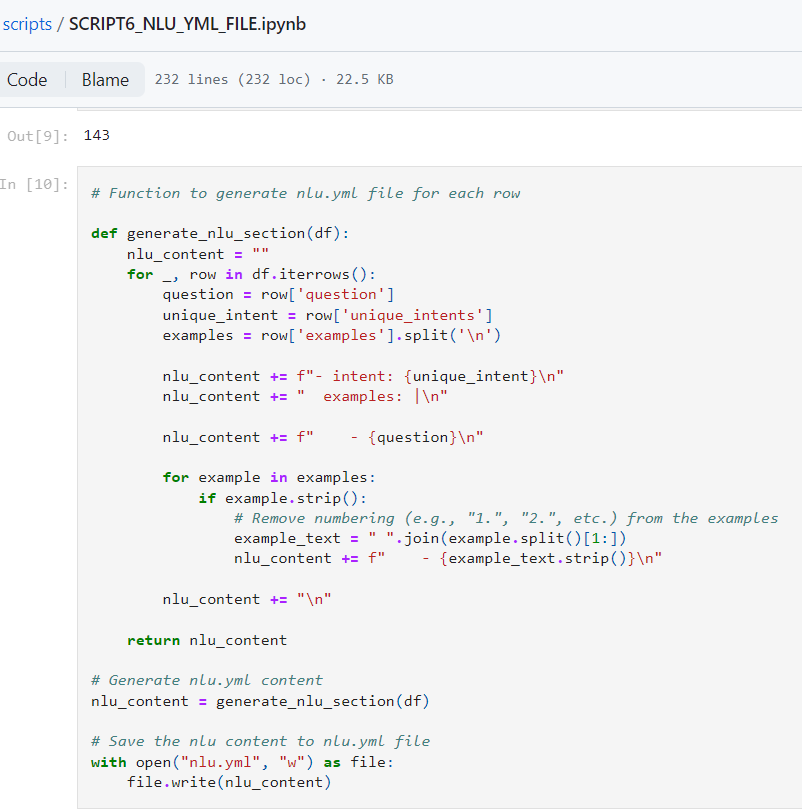 scripts / SCRIPT6_NLU_YML_FILE.ipynb
Code Blame 232 lines (232 loc) · 22.5 KB
Out[9]: 143
In [10]:
# Function to generate nlu.yml file for each row
def generate_nlu_section(df):
    nlu_content = ""
    for _, row in df.iterrows():
        question = row['question']
        unique_intent = row['unique_intents']
        examples = row['examples'].split('\n')
        nlu_content += f"- intent: {unique_intent}\n"
        nlu_content += "  examples: |\n"
        nlu_content += f"    - {question}\n"
        for example in examples:
            if example.strip():
                # Remove numbering (e.g., "1.", "2.", etc.) from the examples
                example_text = " ".join(example.split()[1:])
                nlu_content += f"    - {example_text.strip()}\n"
        nlu_content += "\n"
    return nlu_content
# Generate nlu.yml content
nlu_content = generate_nlu_section(df)
# Save the nlu content to nlu.yml file
with open("nlu.yml", "w") as file:
    file.write(nlu_content)